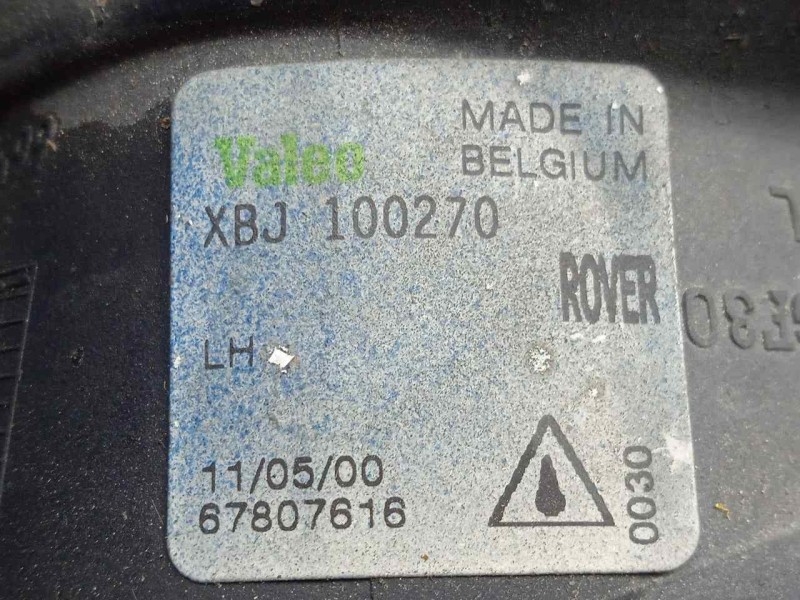 MADE IN
BELGIUM
Valeo
XBJ 100270
ROVER
LH
11/05/00
67807616
0030